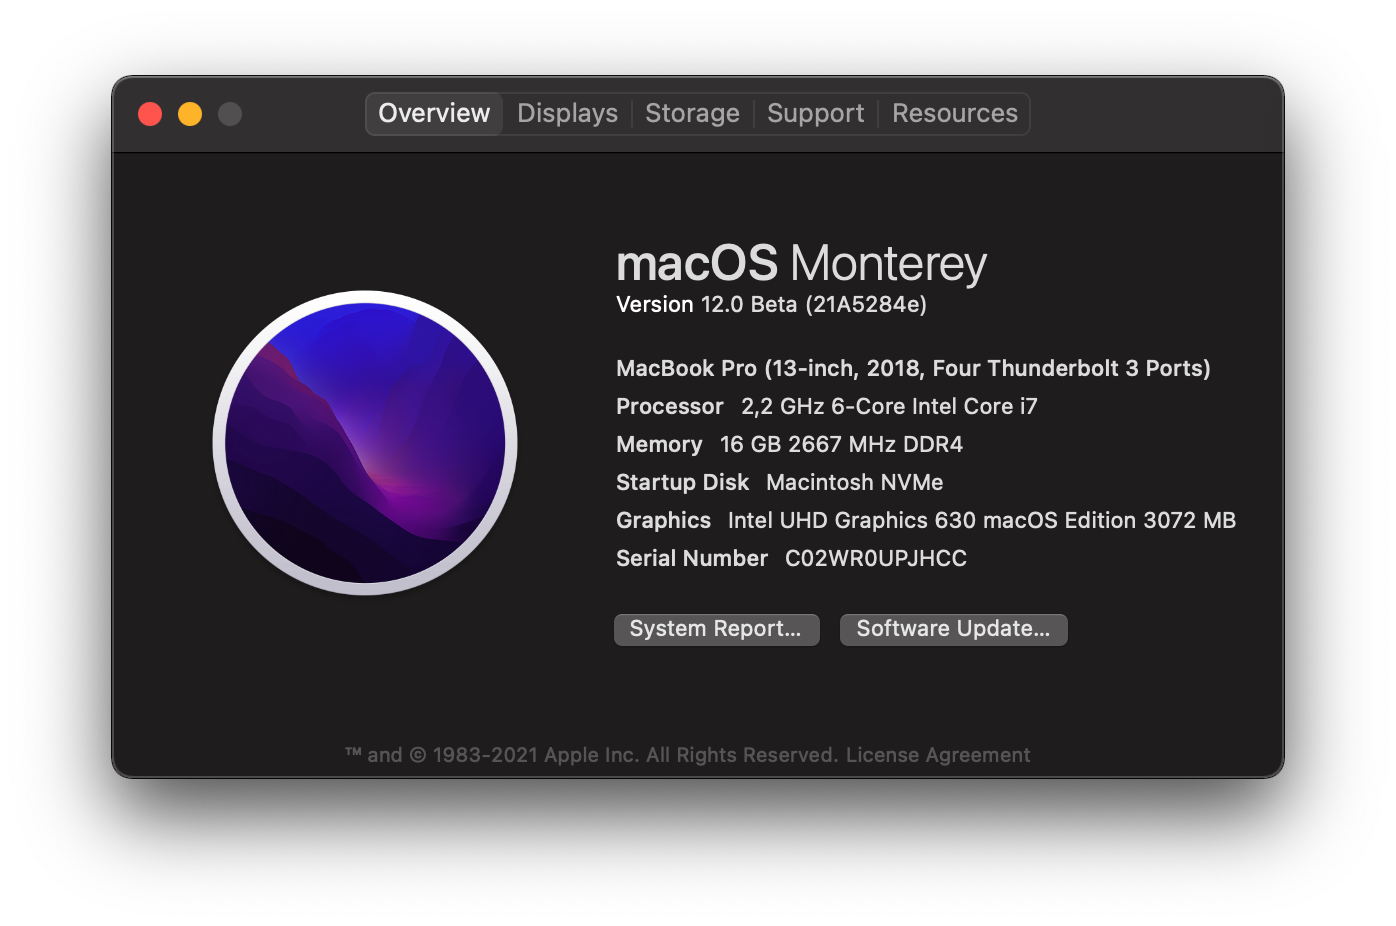 Overview Displays Storage Support Resources
macOS Monterey
Version 12.0 Beta (21A5284e)
MacBook Pro (13-inch, 2018, Four Thunderbolt 3 Ports)
Processor 2,2 GHz 6-Core Intel Core i7
Memory 16 GB 2667 MHz DDR4
Startup Disk Macintosh NVMe
Graphics Intel UHD Graphics 630 macOS Edition 3072 MB
Serial Number C02WR0UPJHCC
System Report...
Software Update...
™ and © 1983-2021 Apple Inc. All Rights Reserved. License Agreement